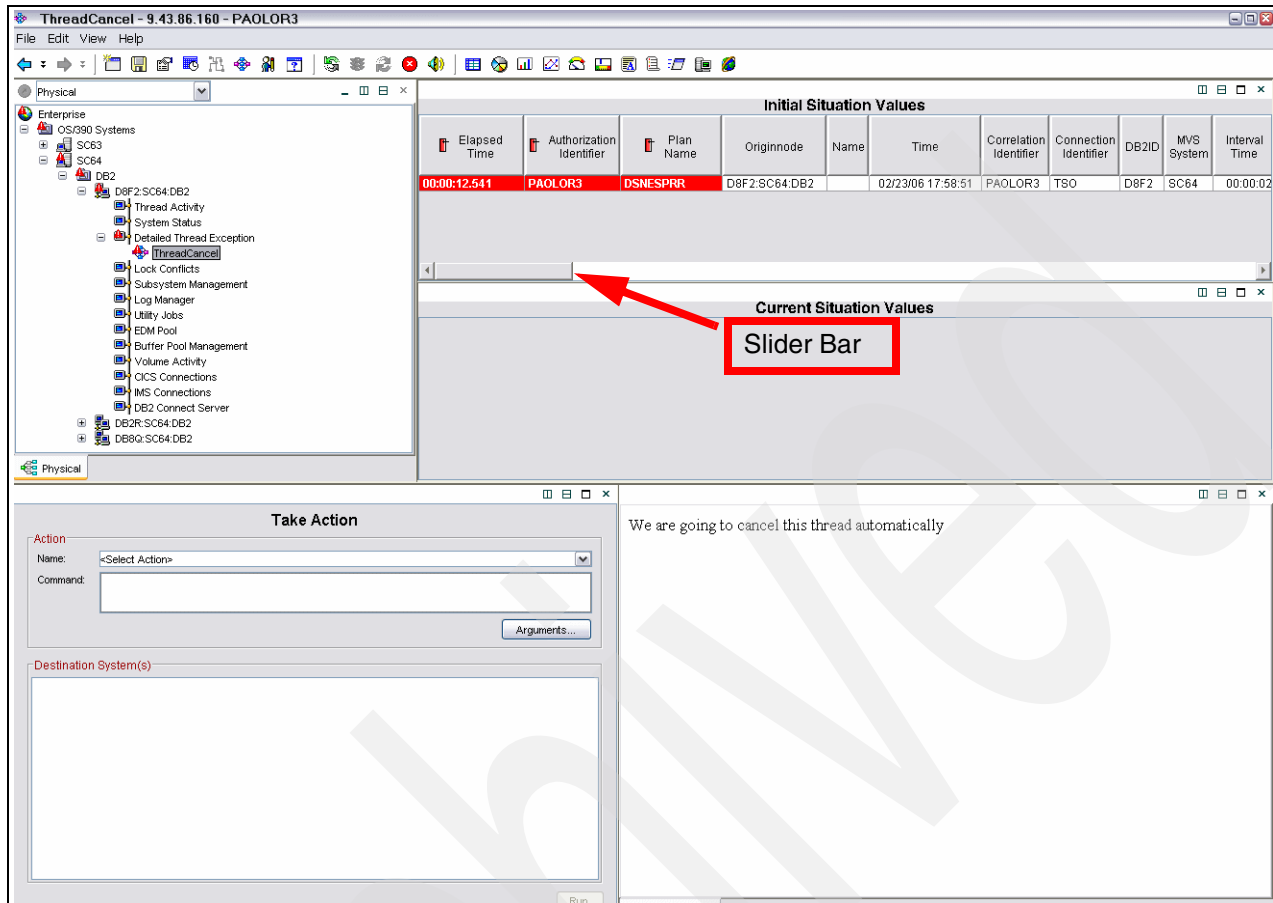 ThreadCancel - 9.43.86.160 - PAOLOR3
File Edit View Help
Physical
Enterprise
OS/390 Systems
SC63
SC64
DB2
D8F2:SC64:DB2
Thread Activity
System Status
Detailed Thread Exception
ThreadCancel
Lock Conflicts
Subsystem Management
Log Manager
Utility Jobs
EDM Pool
Buffer Pool Management
Volume Activity
CICS Connections
IMS Connections
DB2 Connect Server
DB2R:SC64:DB2
DB8Q:SC64:DB2
Physical
Initial Situation Values
Elapsed Time Authorization Identifier Plan Name Originnode Name Time Correlation Identifier Connection Identifier DB2ID MVS System Interval Time
00:00:12.541 PAOLOR3 DSNESPRR D8F2:SC64:DB2 02/23/06 17:58:51 PAOLOR3 TSO D8F2 SC64 00:00:02
Current Situation Values
Slider Bar
Take Action
Action
Name: <Select Action>
Command:
Arguments...
Destination System(s)
Run
We are going to cancel this thread automatically